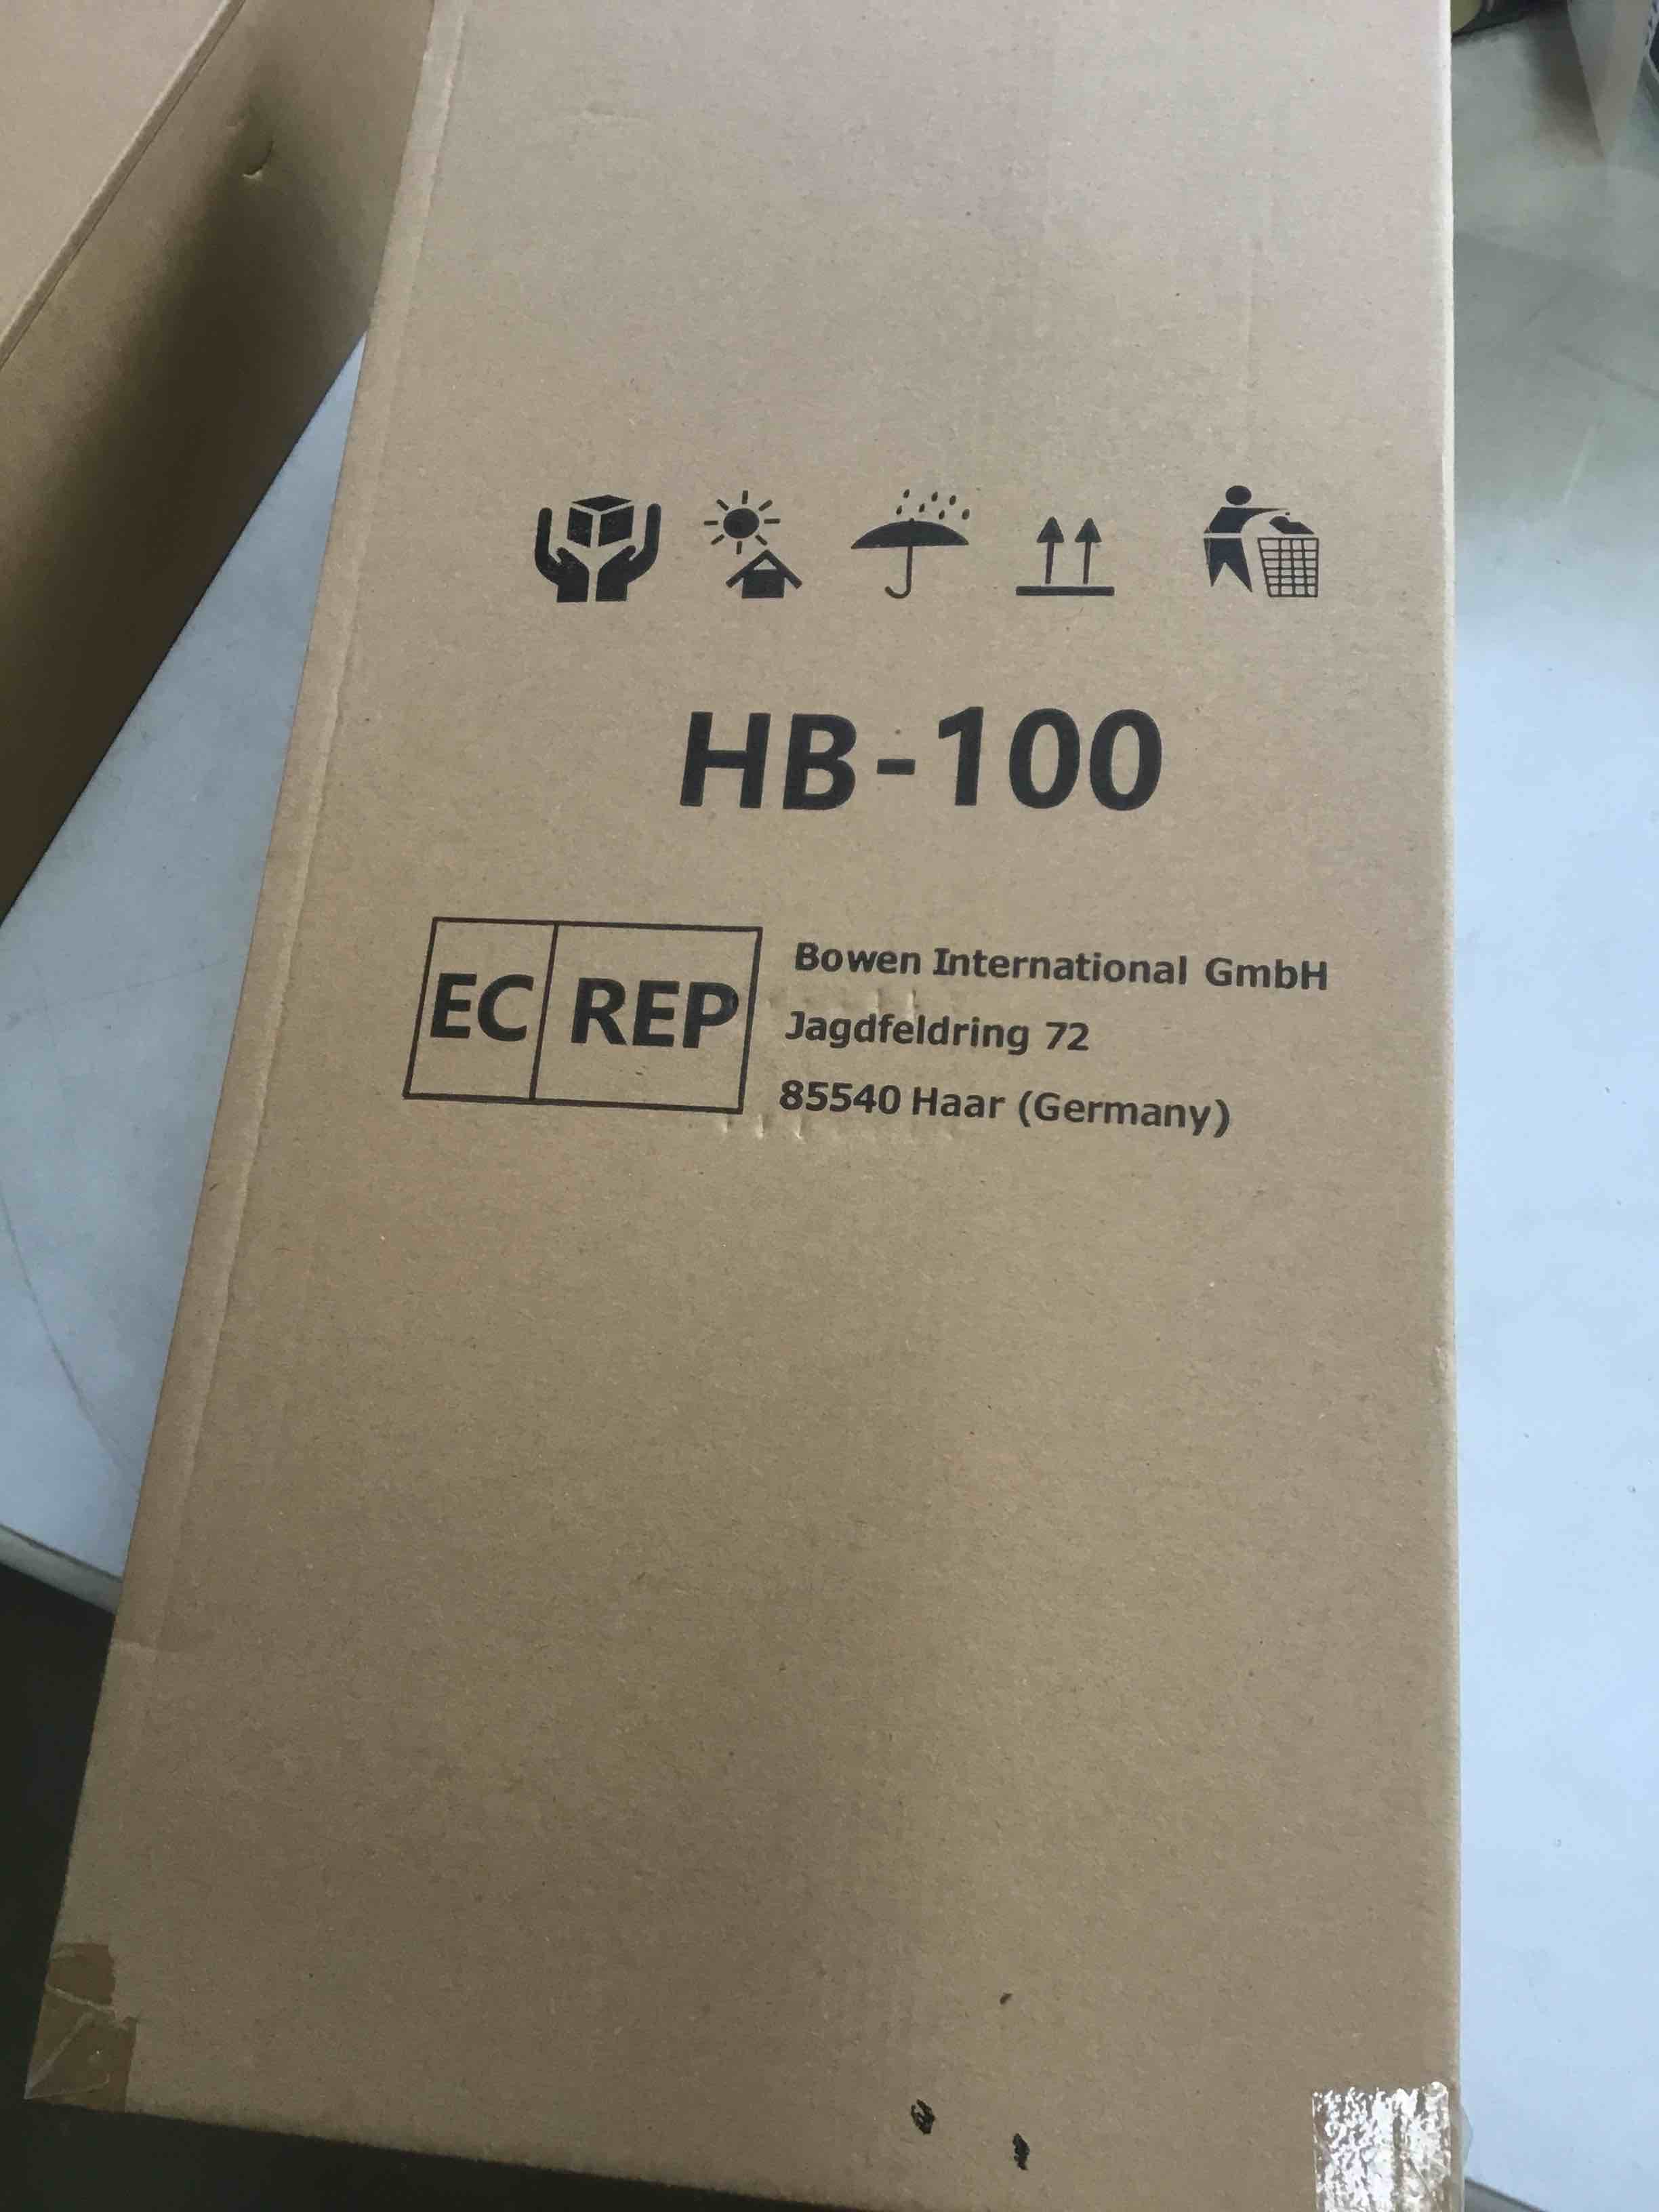 HB-100
EC REP
Bowen International GmbH
Jagdfeldring 72
85540 Haar (Germany)